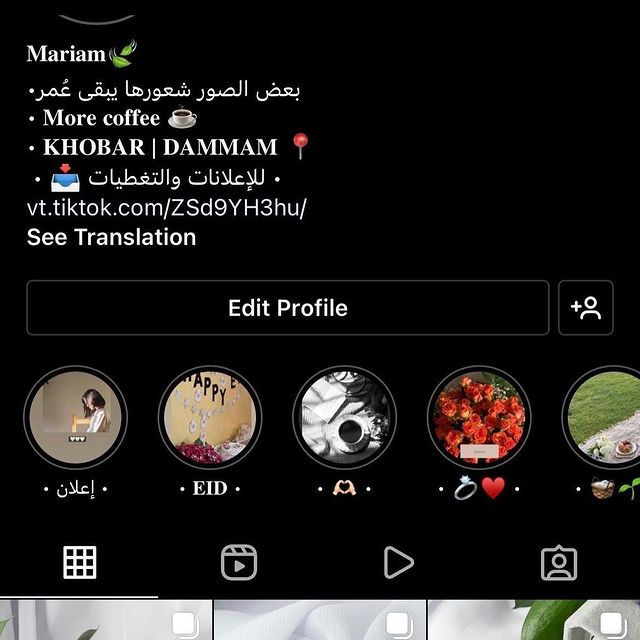 Mariam🍃
•بعض الصور شعورها يبقى عُمر
• More coffee ☕
• KHOBAR | DAMMAM 📍
• للإعلانات والتغطيات 📥 •
vt.tiktok.com/ZSd9YH3hu/
See Translation
Edit Profile
HAPPY E
• إعلان •
• EID •
• 🫶🏼 •
• 💍❤️ •
• 🧺🌱